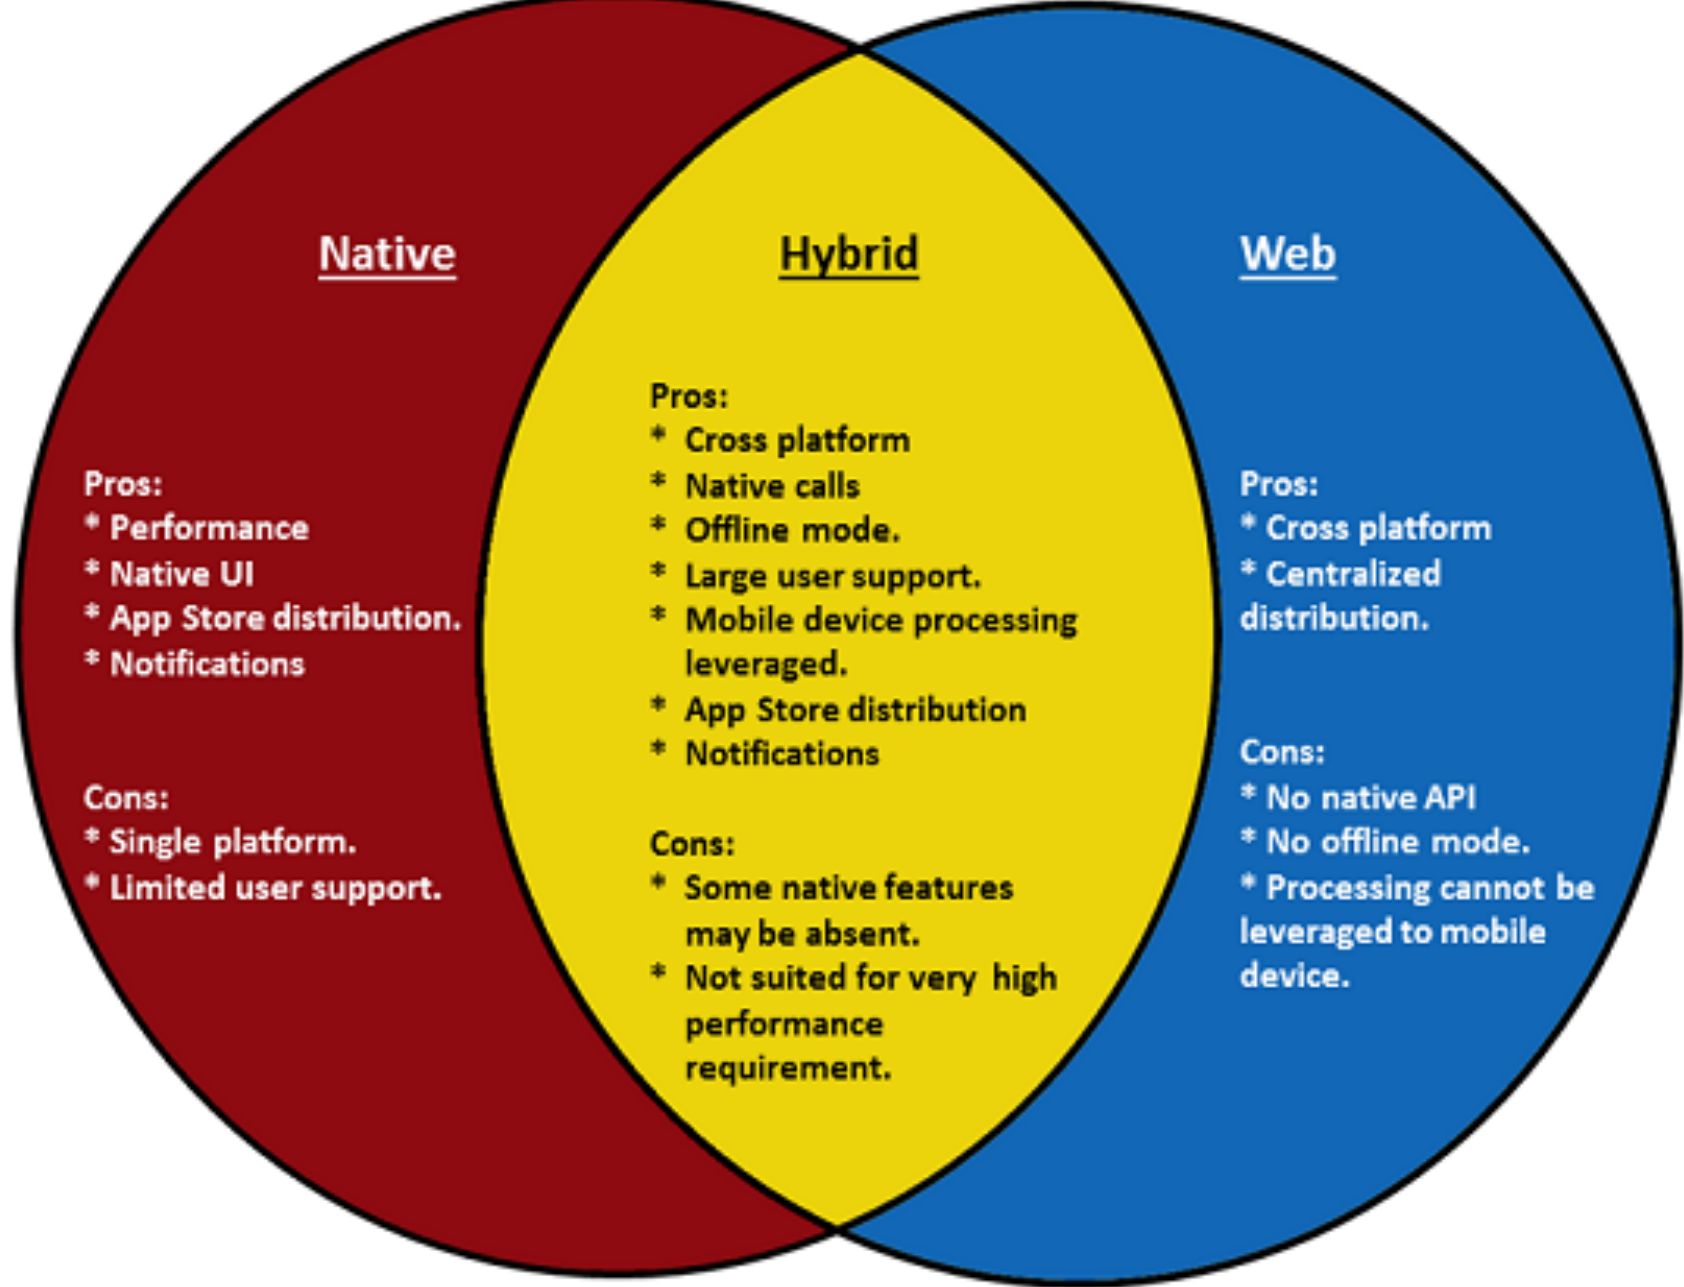 Native
Pros:
* Performance
* Native UI
* App Store distribution.
* Notifications
Cons:
* Single platform.
* Limited user support.
Hybrid
Pros:
* Cross platform
* Native calls
* Offline mode.
* Large user support.
* Mobile device processing
leveraged.
* App Store distribution
* Notifications
Cons:
* Some native features
may be absent.
* Not suited for very high
performance
requirement.
Web
Pros:
* Cross platform
* Centralized
distribution.
Cons:
* No native API
* No offline mode.
* Processing cannot be
leveraged to mobile
device.